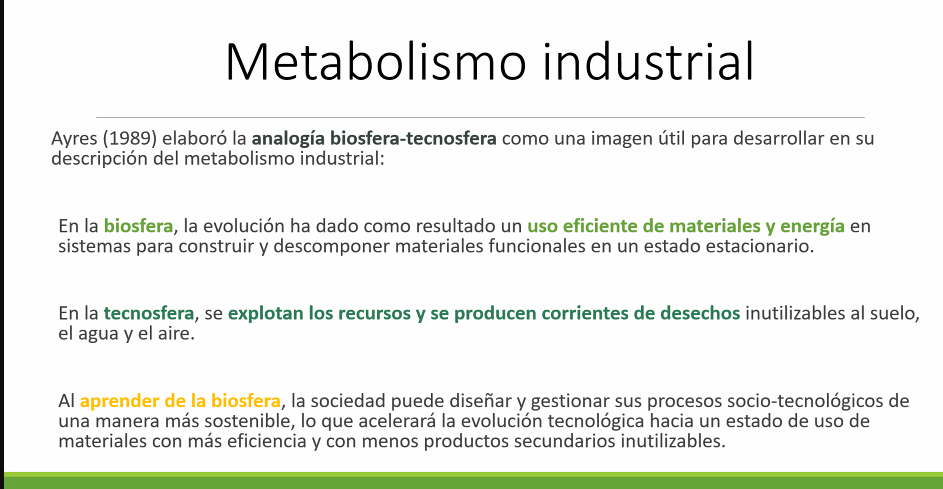 Metabolismo industrial
Ayres (1989) elaboró la analogía biosfera-tecnosfera como una imagen útil para desarrollar en su
descripción del metabolismo industrial:
En la biosfera, la evolución ha dado como resultado un uso eficiente de materiales y energía en
sistemas para construir y descomponer materiales funcionales en un estado estacionario.
En la tecnosfera, se explotan los recursos y se producen corrientes de desechos inutilizables al suelo,
el agua y el aire.
Al aprender de la biosfera, la sociedad puede diseñar y gestionar sus procesos socio-tecnológicos de
una manera más sostenible, lo que acelerará la evolución tecnológica hacia un estado de uso de
materiales con más eficiencia y con menos productos secundarios inutilizables.